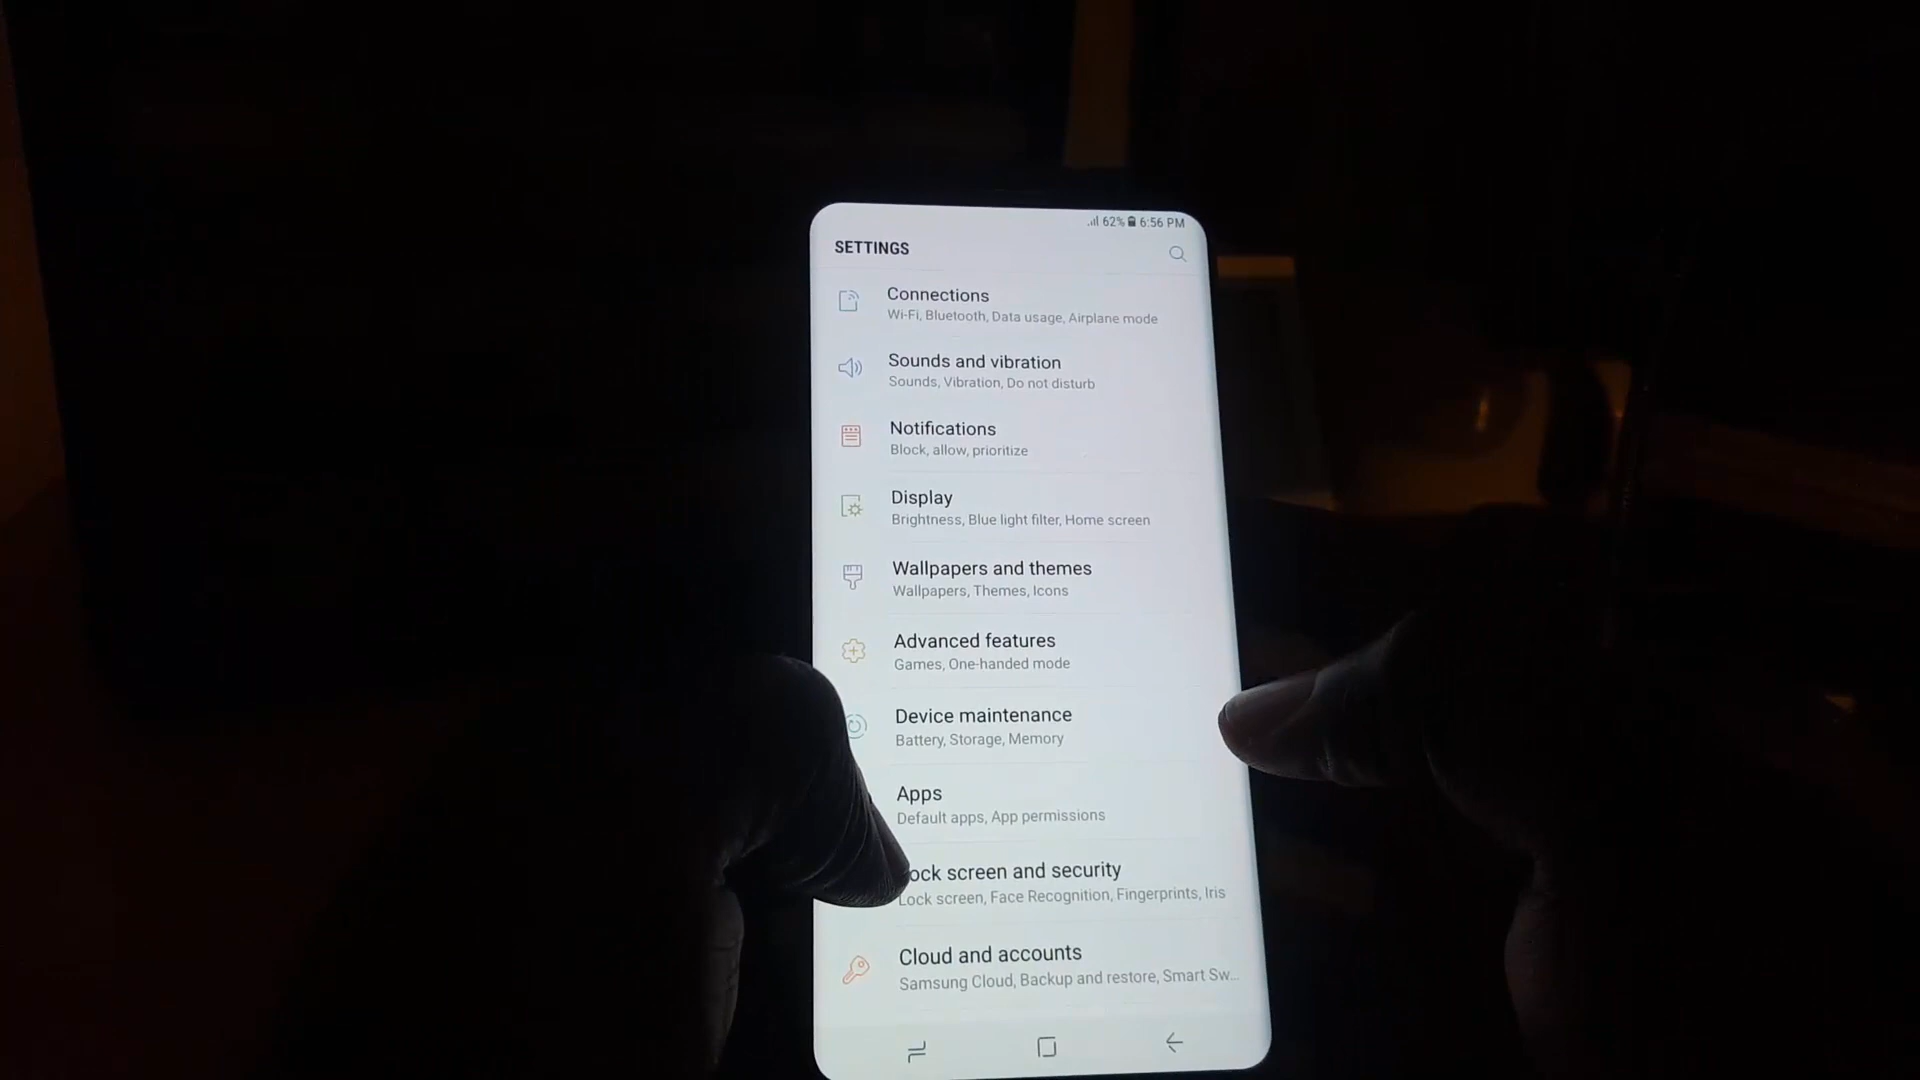 62% 6:56 PM
SETTINGS
Connections
Wi-Fi, Bluetooth, Data usage, Airplane mode
Sounds and vibration
Sounds, Vibration, Do not disturb
Notifications
Block, allow, prioritize
Display
Brightness, Blue light filter, Home screen
Wallpapers and themes
Wallpapers, Themes, Icons
Advanced features
Games, One-handed mode
Device maintenance
Battery, Storage, Memory
Apps
Default apps, App permissions
ock screen and security
Lock screen, Face Recognition, Fingerprints, Iris
Cloud and accounts
Samsung Cloud, Backup and restore, Smart Sw...